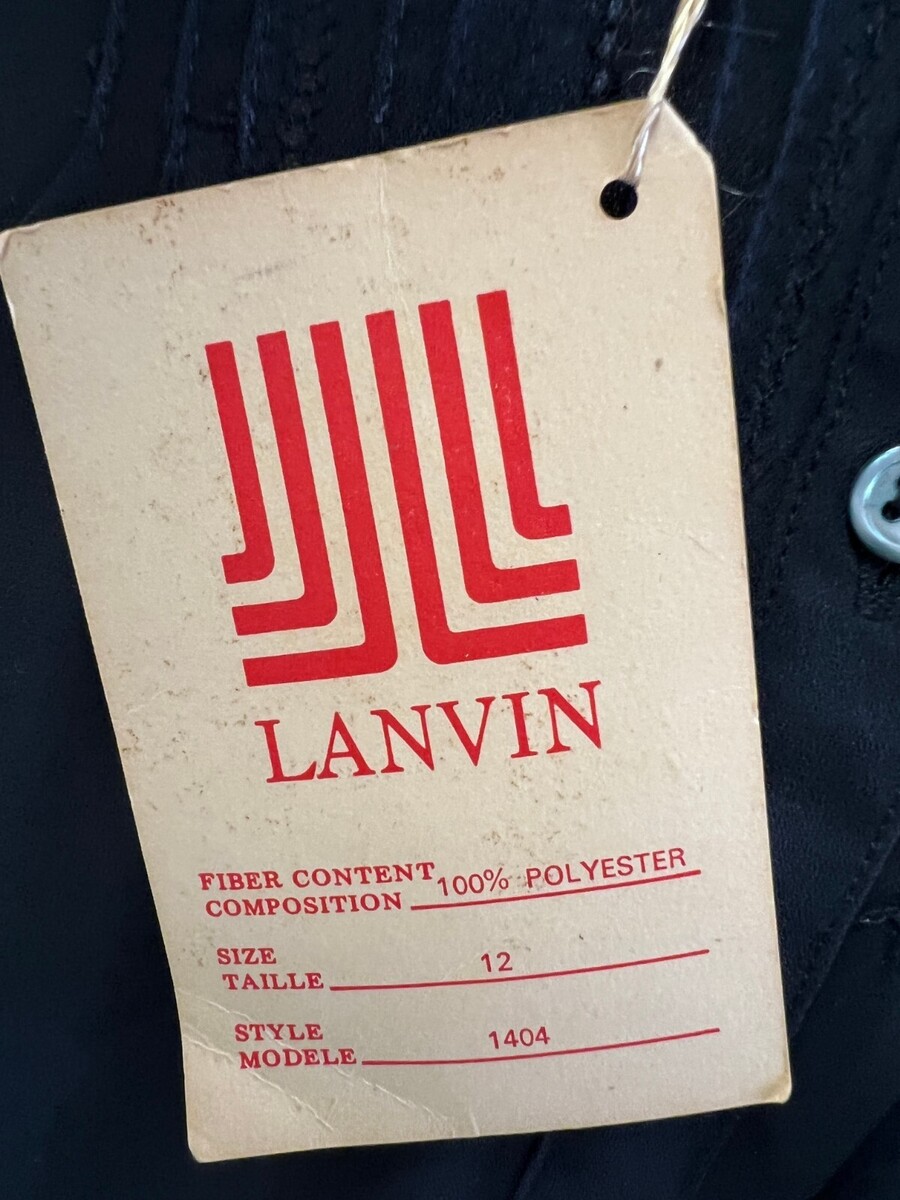 LANVIN
FIBER CONTENT
COMPOSITION 100% POLYESTER
SIZE
TAILLE 12
STYLE
MODELE 1404